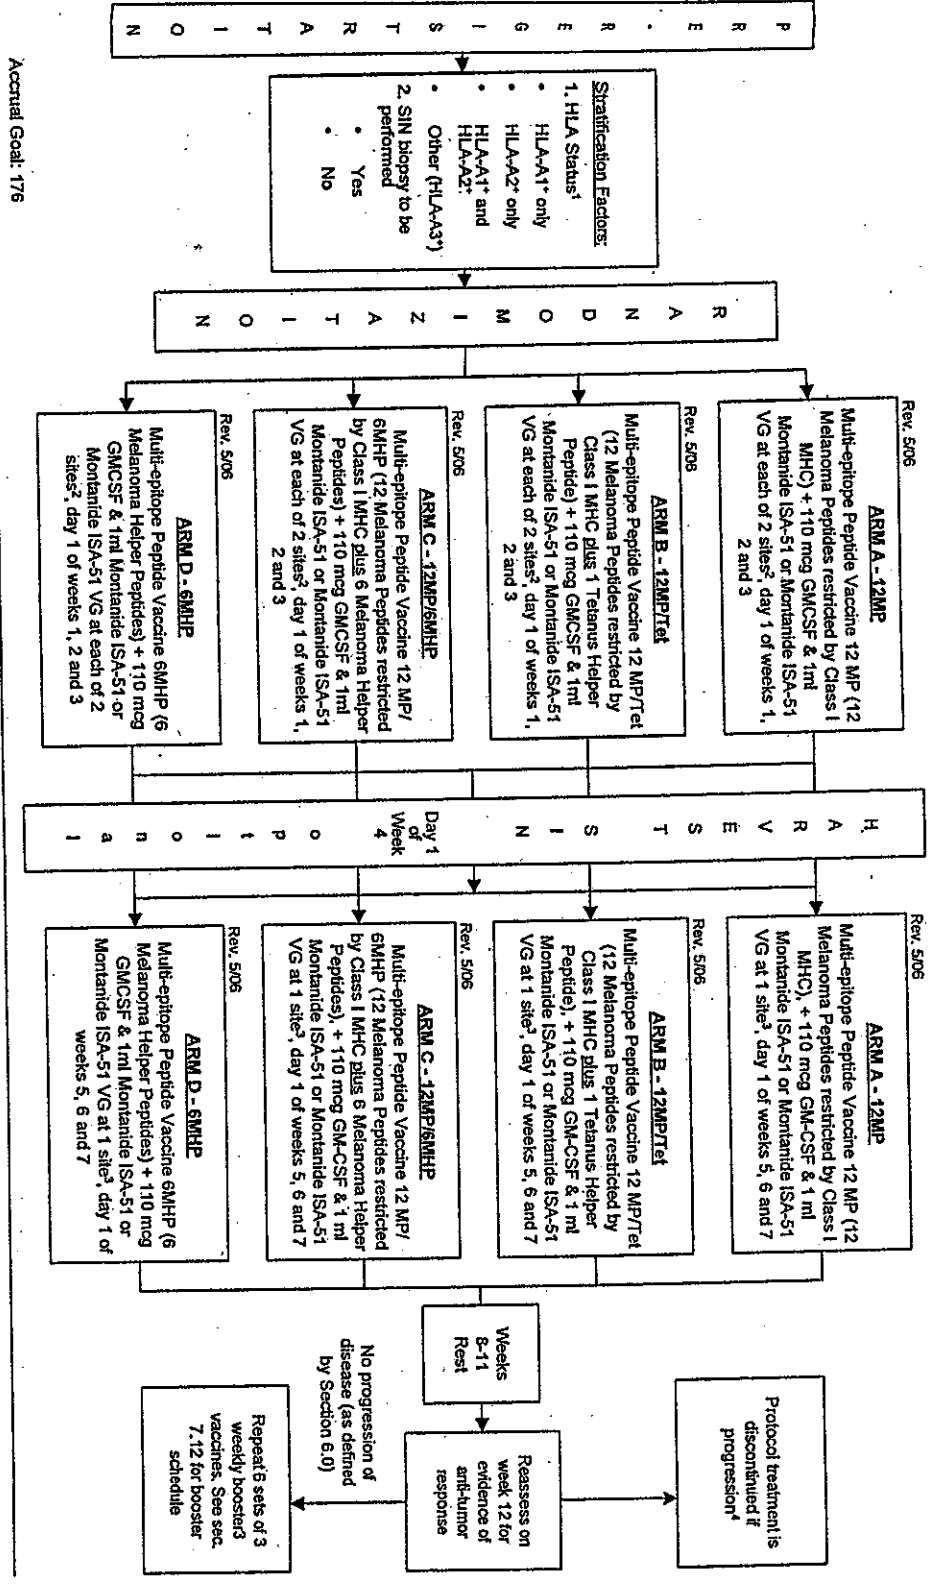 P R E - R E G I S T R A T I O N
Stratification Factors:
1. HLA Status¹
• HLA-A1⁺ only
• HLA-A2⁺ only
• HLA-A1⁺ and
HLA-A2⁺
• Other (HLA-A3⁺)
2. SIN biopsy to be
performed
• Yes
• No
R A N D O M I Z A T I O N
Rev. 5/06
ARM A - 12MP
Multi-epitope Peptide Vaccine 12 MP (12
Melanoma Peptides restricted by Class I
MHC) + 110 mcg GMCSF & 1ml
Montanide ISA-51 or Montanide ISA-51
VG at each of 2 sites², day 1 of weeks 1,
2 and 3
Rev. 5/06
ARM B - 12MP/Tet
Multi-epitope Peptide Vaccine 12 MP/Tet
(12 Melanoma Peptides restricted by
Class I MHC plus 1 Tetanus Helper
Peptide) + 110 mcg GMCSF & 1ml
Montanide ISA-51 or Montanide ISA-51
VG at each of 2 sites², day 1 of weeks 1,
2 and 3
Rev. 5/06
ARM C - 12MP/6MHP
Multi-epitope Peptide Vaccine 12 MP/
6MHP (12 Melanoma Peptides restricted
by Class I MHC plus 6 Melanoma Helper
Peptides) + 110 mcg GMCSF & 1ml
Montanide ISA-51 or Montanide ISA-51
VG at each of 2 sites², day 1 of weeks 1,
2 and 3
Rev. 5/06
ARM D - 6MHP
Multi-epitope Peptide Vaccine 6MHP (6
Melanoma Helper Peptides) + 110 mcg
GMCSF & 1ml Montanide ISA-51 or
Montanide ISA-51 VG at each of 2
sites², day 1 of weeks 1, 2 and 3
H A R V E S T S I N
Day 1
of
Week
4
o p t i o n a l
Rev. 5/06
ARM A - 12MP
Multi-epitope Peptide Vaccine 12 MP (12
Melanoma Peptides restricted by Class I
MHC), + 110 mcg GM-CSF & 1 ml
Montanide ISA-51 or Montanide ISA-51
VG at 1 site³, day 1 of weeks 5, 6 and 7
Rev. 5/06
ARM B - 12MP/Tet
Multi-epitope Peptide Vaccine 12 MP/Tet
(12 Melanoma Peptides restricted by
Class I MHC plus 1 Tetanus Helper
Peptide), + 110 mcg GM-CSF & 1 ml
Montanide ISA-51 or Montanide ISA-51
VG at 1 site³, day 1 of weeks 5, 6 and 7
Rev. 5/06
ARM C - 12MP/6MHP
Multi-epitope Peptide Vaccine 12 MP/
6MHP (12 Melanoma Peptides restricted
by Class I MHC plus 6 Melanoma Helper
Peptides), + 110 mcg GM-CSF & 1 ml
Montanide ISA-51 or Montanide ISA-51
VG at 1 site³, day 1 of weeks 5, 6 and 7
Rev. 5/06
ARM D - 6MHP
Multi-epitope Peptide Vaccine 6MHP (6
Melanoma Helper Peptides) + 110 mcg
GMCSF & 1ml Montanide ISA-51 or
Montanide ISA-51 VG at 1 site³, day 1 of
weeks 5, 6 and 7
Weeks
8-11
Rest
Protocol treatment is
discontinued if
progression⁴
Reassess on
week 12 for
evidence of
anti-tumor
response
No progression of
disease (as defined
by Section 6.0)
Repeat 6 sets of 3
weekly booster3
vaccines. See sec.
7.12 for booster
schedule
Accrual Goal: 176